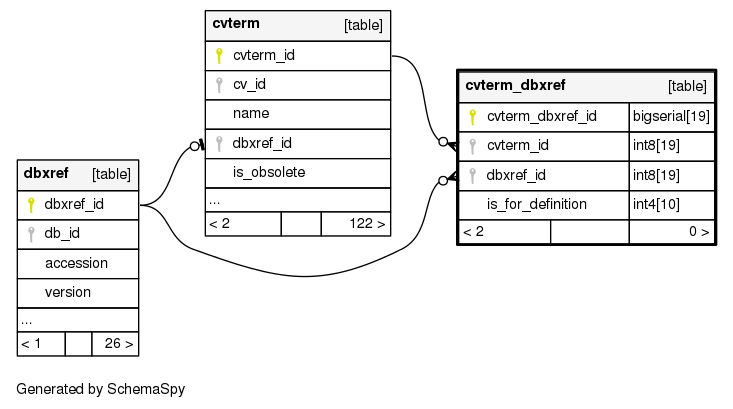 cvterm [table]
cvterm_id
cv_id
name
dbxref_id
is_obsolete
...
< 2 122 >
cvterm_dbxref [table]
cvterm_dbxref_id bigserial[19]
cvterm_id int8[19]
dbxref_id int8[19]
is_for_definition int4[10]
< 2 0 >
dbxref [table]
dbxref_id
db_id
accession
version
...
< 1 26 >
Generated by SchemaSpy